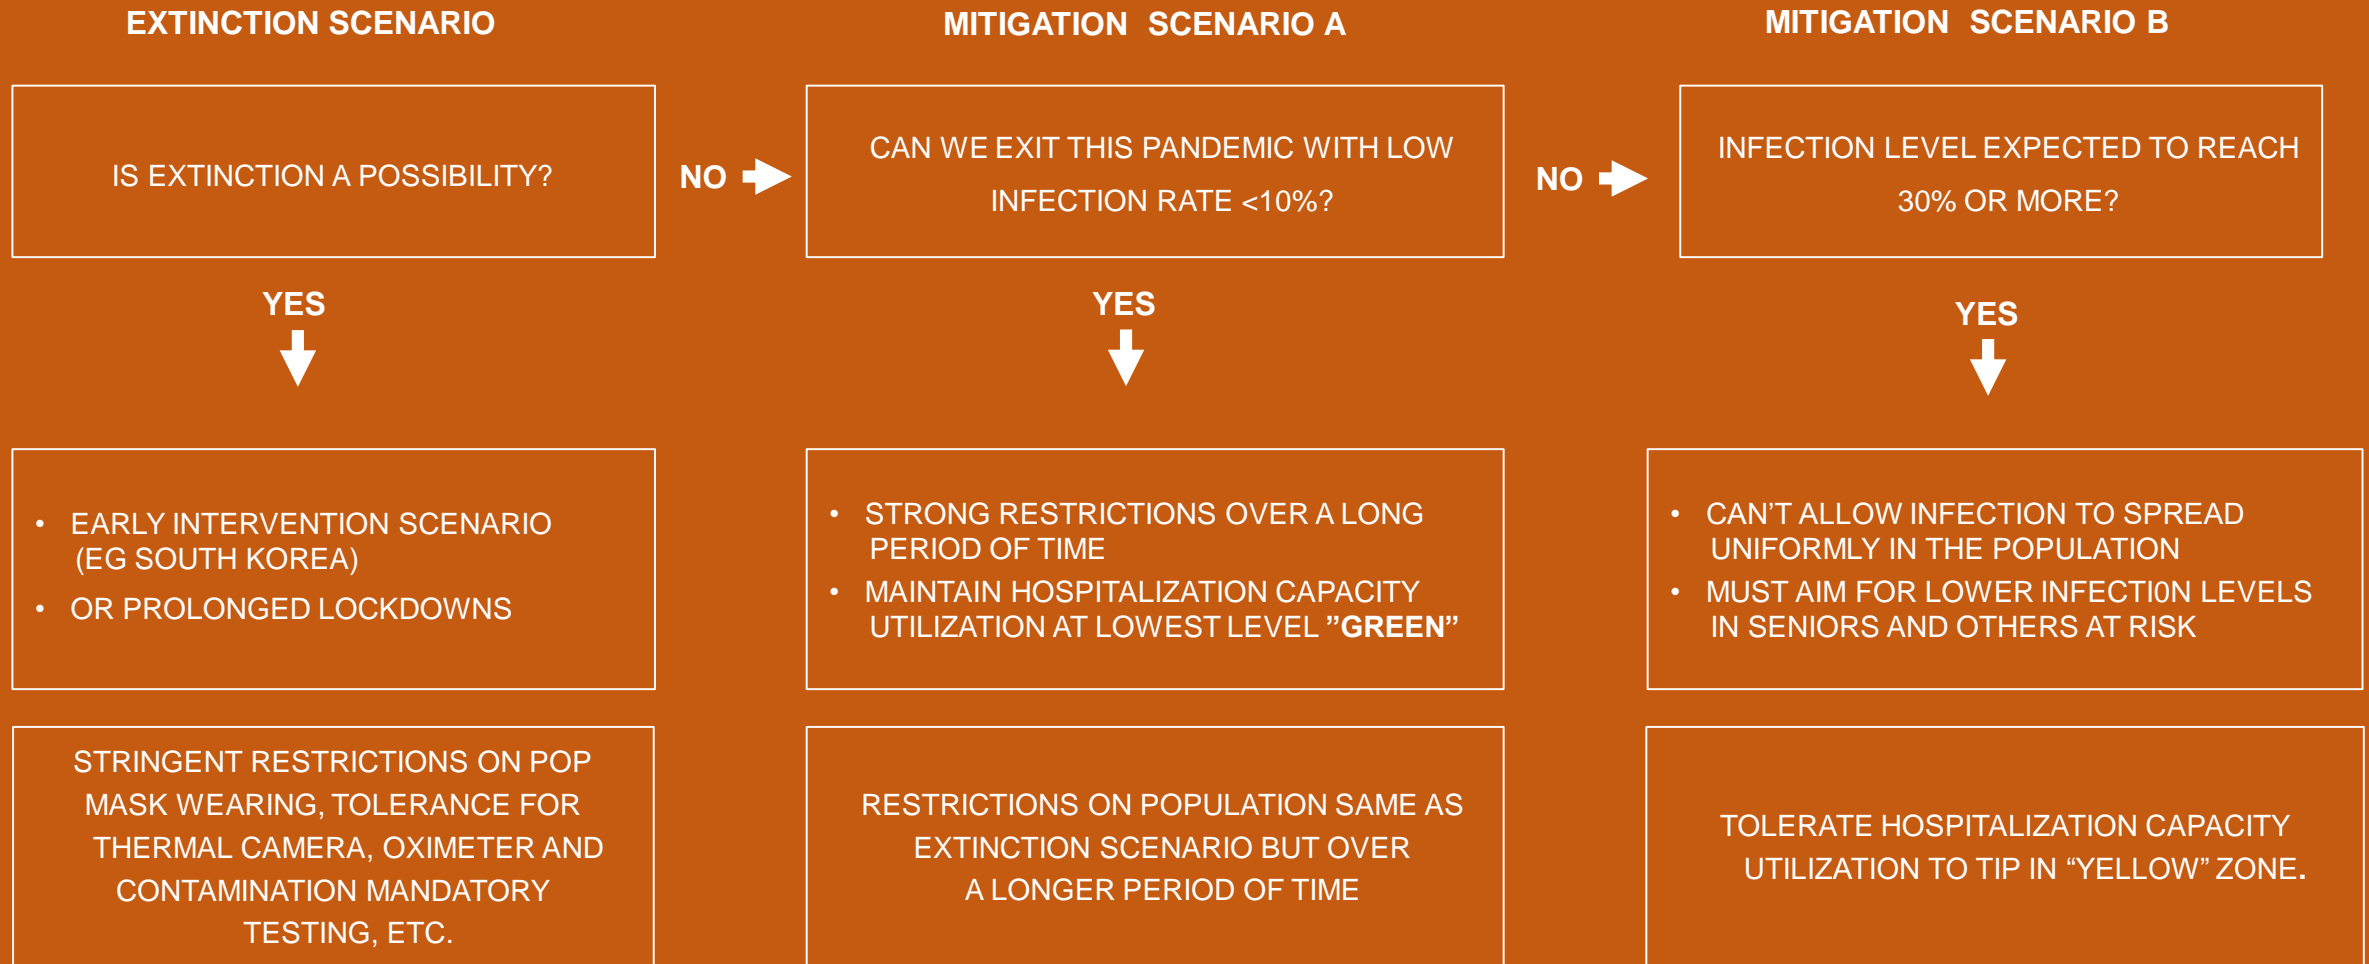 EXTINCTION SCENARIO
IS EXTINCTION A POSSIBILITY?
NO
YES
• EARLY INTERVENTION SCENARIO
(EG SOUTH KOREA)
• OR PROLONGED LOCKDOWNS
STRINGENT RESTRICTIONS ON POP
MASK WEARING, TOLERANCE FOR
THERMAL CAMERA, OXIMETER AND
CONTAMINATION MANDATORY
TESTING, ETC.
MITIGATION SCENARIO A
CAN WE EXIT THIS PANDEMIC WITH LOW
INFECTION RATE <10%?
NO
YES
• STRONG RESTRICTIONS OVER A LONG
PERIOD OF TIME
• MAINTAIN HOSPITALIZATION CAPACITY
UTILIZATION AT LOWEST LEVEL ”GREEN”
RESTRICTIONS ON POPULATION SAME AS
EXTINCTION SCENARIO BUT OVER
A LONGER PERIOD OF TIME
MITIGATION SCENARIO B
INFECTION LEVEL EXPECTED TO REACH
30% OR MORE?
YES
• CAN’T ALLOW INFECTION TO SPREAD
UNIFORMLY IN THE POPULATION
• MUST AIM FOR LOWER INFECTI0N LEVELS
IN SENIORS AND OTHERS AT RISK
TOLERATE HOSPITALIZATION CAPACITY
UTILIZATION TO TIP IN “YELLOW” ZONE.